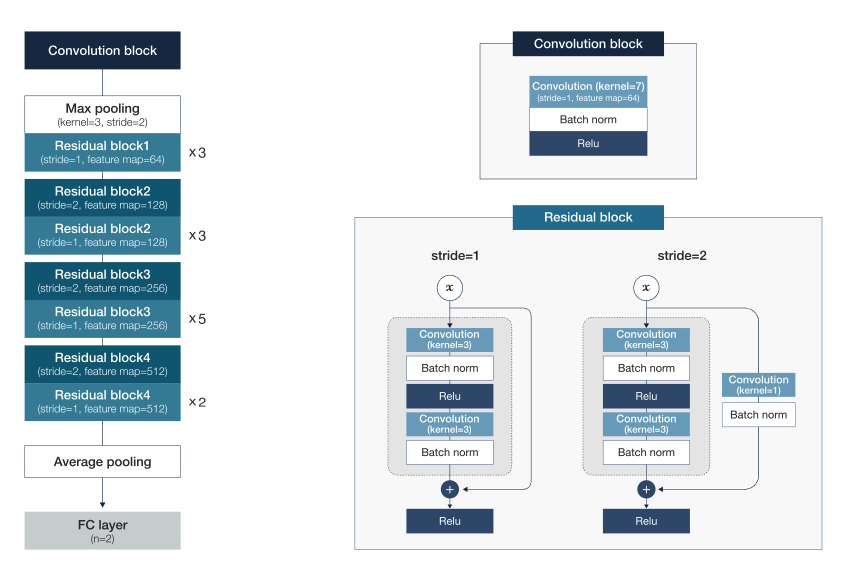 Convolution block
Max pooling
(kernel=3, stride=2)
Residual block1
(stride=1, feature map=64)
x3
Residual block2
(stride=2, feature map=128)
Residual block2
(stride=1, feature map=128)
x3
Residual block3
(stride=2, feature map=256)
Residual block3
(stride=1, feature map=256)
x5
Residual block4
(stride=2, feature map=512)
Residual block4
(stride=1, feature map=512)
x2
Average pooling
FC layer
(n=2)
Convolution block
Convolution (kernel=7)
(stride=1, feature map=64)
Batch norm
Relu
Residual block
stride=1
x
Convolution
(kernel=3)
Batch norm
Relu
Convolution
(kernel=3)
Batch norm
+
Relu
stride=2
x
Convolution
(kernel=3)
Batch norm
Relu
Convolution
(kernel=3)
Batch norm
Convolution
(kernel=1)
Batch norm
+
Relu